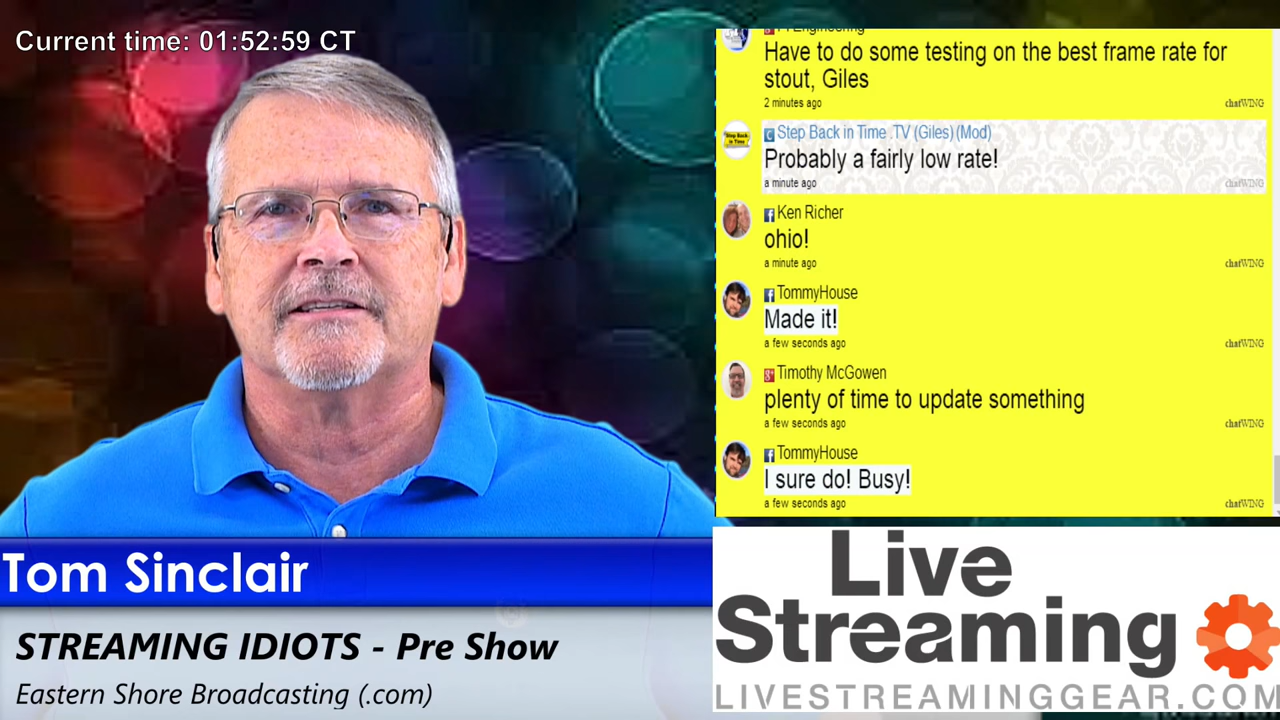 Current time: 01:52:59 CT
Have to do some testing on the best frame rate for
stout, Giles
2 minutes ago
chatWING
Step Back in Time .TV (Giles) (Mod)
Probably a fairly low rate!
a minute ago
chatWING
Ken Richer
ohio!
a minute ago
chatWING
TommyHouse
Made it!
a few seconds ago
chatWING
Timothy McGowen
plenty of time to update something
a few seconds ago
chatWING
TommyHouse
I sure do! Busy!
a few seconds ago
chatWING
Tom Sinclair
STREAMING IDIOTS - Pre Show
Eastern Shore Broadcasting (.com)
Live
Streaming
LIVESTREAMINGGEAR.COM